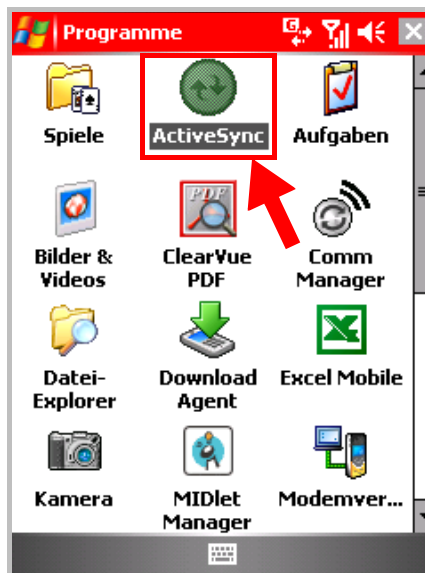 Programme
Spiele
ActiveSync
Aufgaben
PDF
Bilder &
Videos
ClearVue
PDF
Comm
Manager
Datei-
Explorer
Download
Agent
Excel Mobile
Kamera
MIDlet
Manager
Modemver...